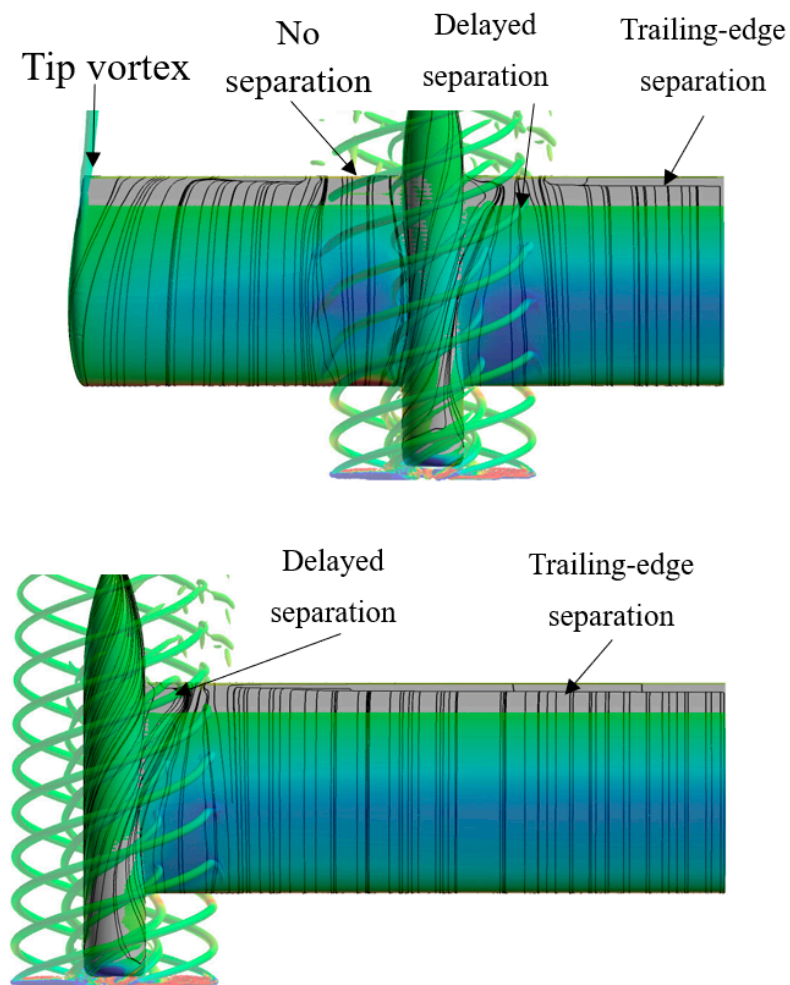 Tip vortex
No
separation
Delayed
separation
Trailing-edge
separation
Delayed
separation
Trailing-edge
separation